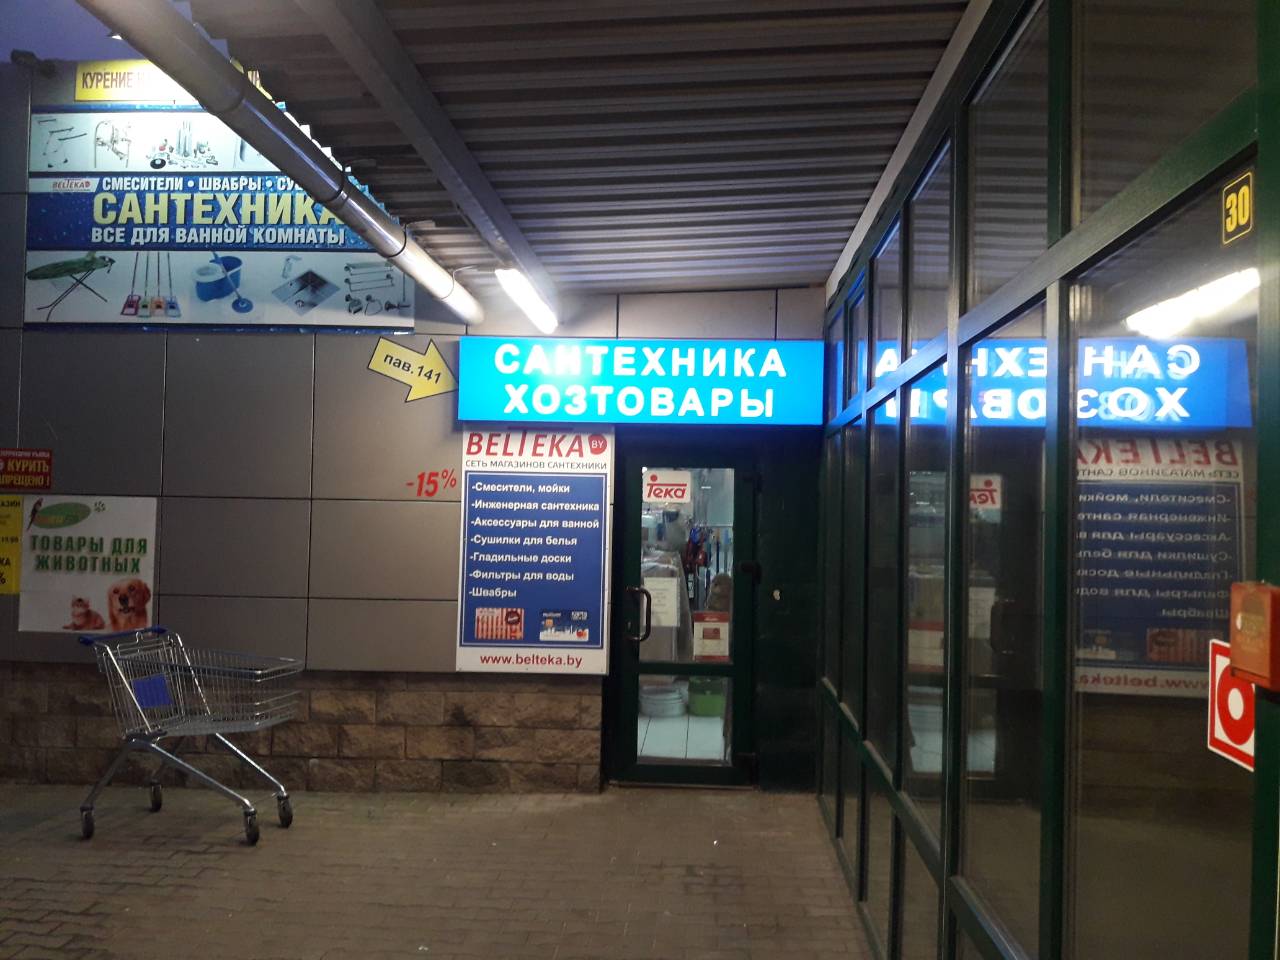 КУРЕНИЕ
BELTEKA
СМЕСИТЕЛИ • ШВАБРЫ •
САНТЕХНИКА
ВСЕ ДЛЯ ВАННОЙ КОМНАТЫ
пав.141
САНТЕХНИКА
ХОЗТОВАРЫ
30
BELTEKA BY
СЕТЬ МАГАЗИНОВ САНТЕХНИКИ
-15%
-Смесители, мойки
-Инженерная сантехника
-Аксессуары для ванной
-Сушилки для белья
-Гладильные доски
-Фильтры для воды
-Швабры
www.belteka.by
Teka
КУРИТЬ
ЗАПРЕЩЕНО!
ТОВАРЫ ДЛЯ
ЖИВОТНЫХ